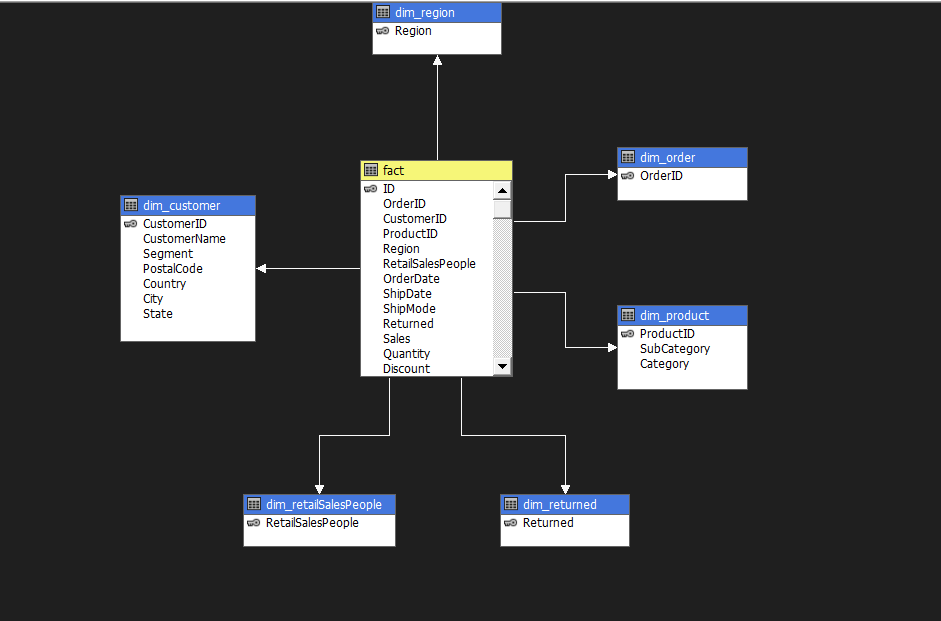 dim_region
Region
fact
ID
OrderID
CustomerID
ProductID
Region
RetailSalesPeople
OrderDate
ShipDate
ShipMode
Returned
Sales
Quantity
Discount
dim_order
OrderID
dim_customer
CustomerID
CustomerName
Segment
PostalCode
Country
City
State
dim_product
ProductID
SubCategory
Category
dim_retailSalesPeople
RetailSalesPeople
dim_returned
Returned